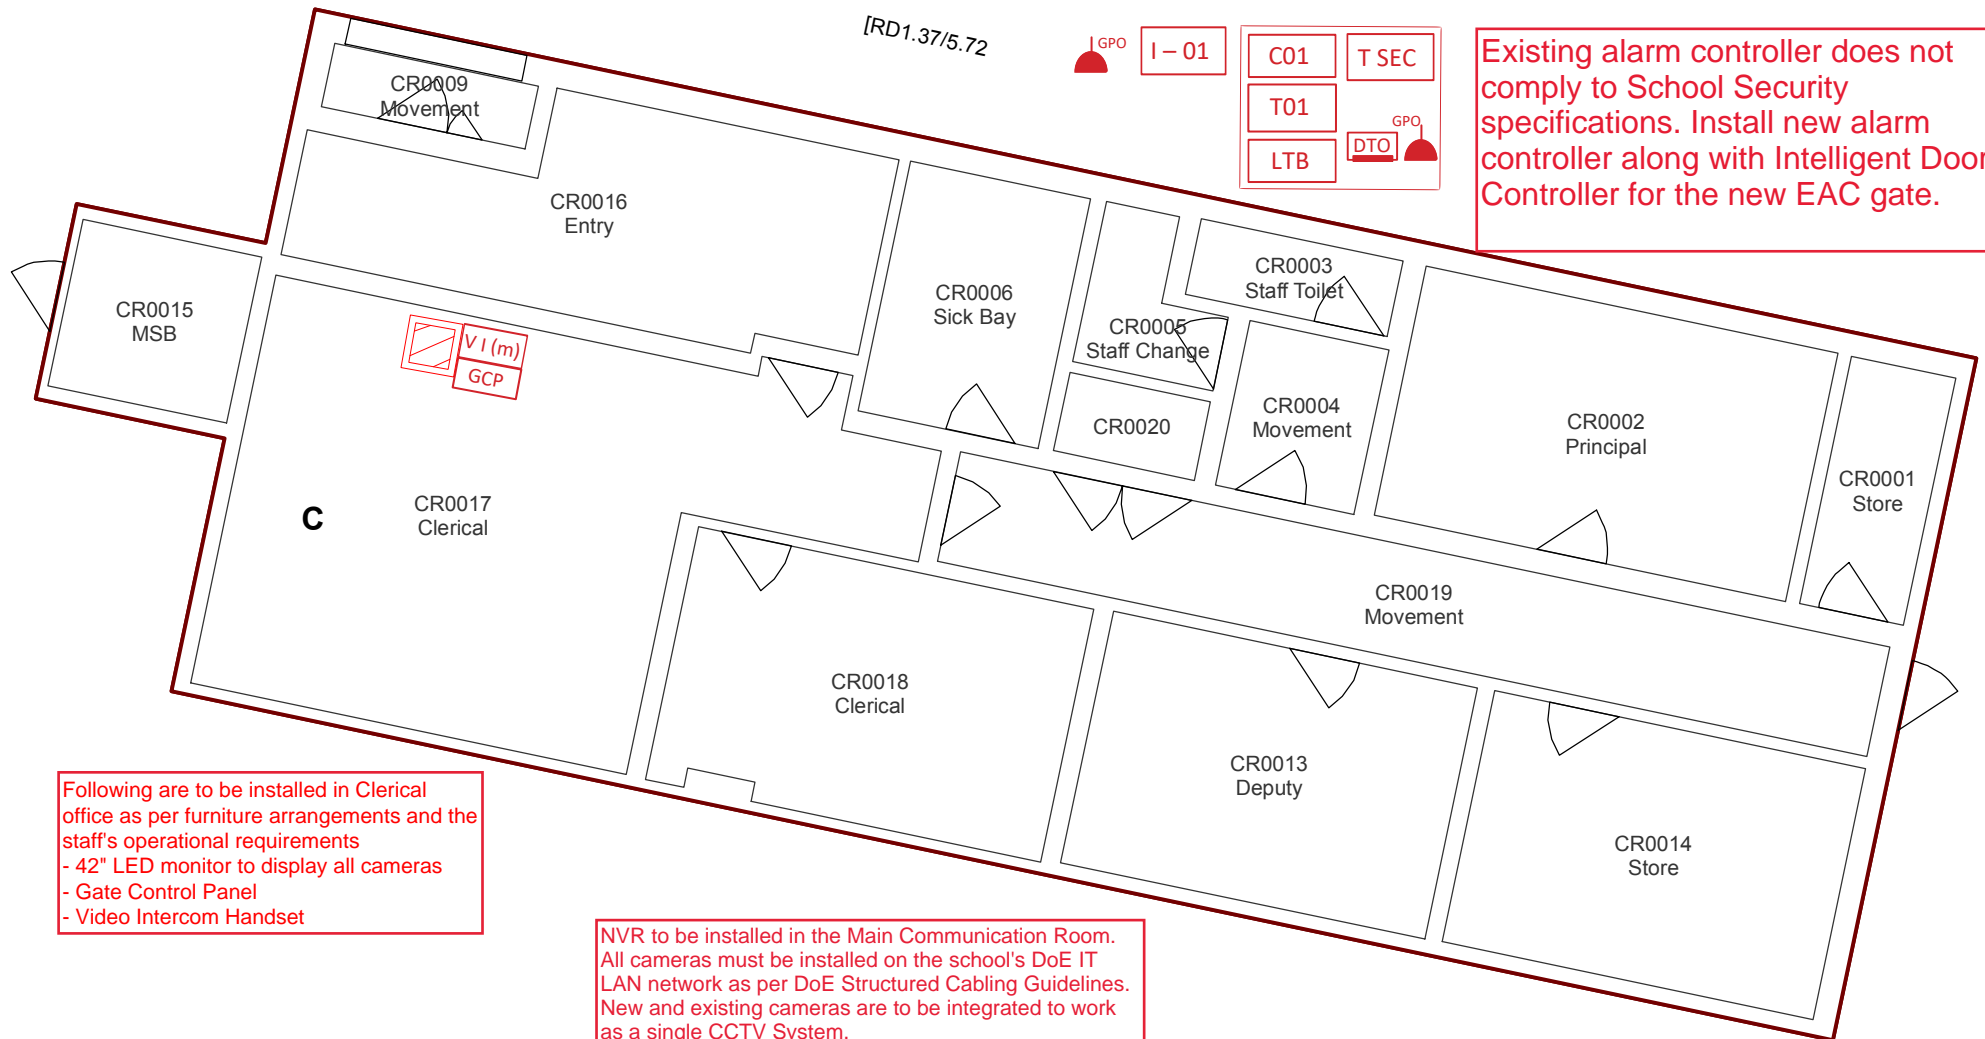 [RD1.37/5.72
GPO
I – 01
C01
T SEC
T01
GPO
LTB
DTO
Existing alarm controller does not
comply to School Security
specifications. Install new alarm
controller along with Intelligent Door
Controller for the new EAC gate.
CR0009
Movement
CR0016
Entry
CR0015
MSB
V I (m)
GCP
CR0006
Sick Bay
CR0003
Staff Toilet
CR0005
Staff Change
CR0020
CR0004
Movement
CR0002
Principal
CR0001
Store
C
CR0017
Clerical
CR0019
Movement
CR0018
Clerical
CR0013
Deputy
CR0014
Store
Following are to be installed in Clerical
office as per furniture arrangements and the
staff's operational requirements
- 42" LED monitor to display all cameras
- Gate Control Panel
- Video Intercom Handset
NVR to be installed in the Main Communication Room.
All cameras must be installed on the school's DoE IT
LAN network as per DoE Structured Cabling Guidelines.
New and existing cameras are to be integrated to work
as a single CCTV System.